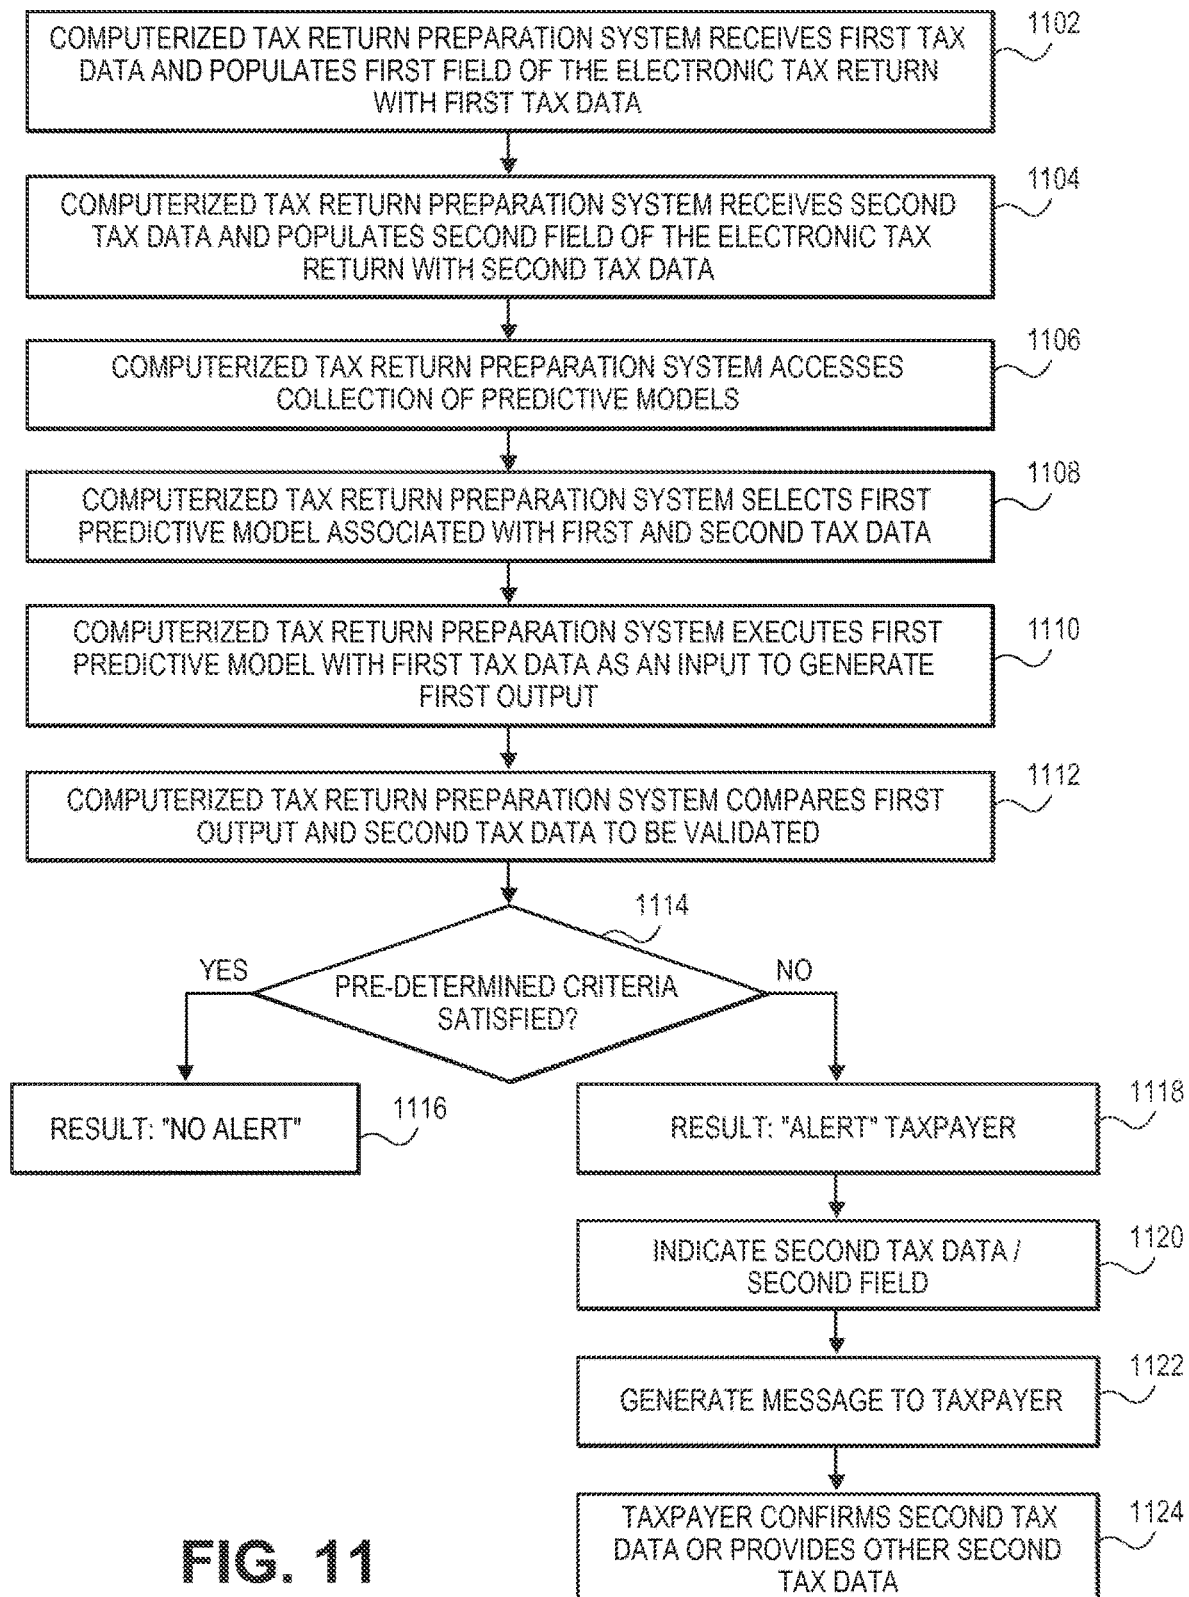 COMPUTERIZED TAX RETURN PREPARATION SYSTEM RECEIVES FIRST TAX
DATA AND POPULATES FIRST FIELD OF THE ELECTRONIC TAX RETURN
WITH FIRST TAX DATA
1102
COMPUTERIZED TAX RETURN PREPARATION SYSTEM RECEIVES SECOND
TAX DATA AND POPULATES SECOND FIELD OF THE ELECTRONIC TAX
RETURN WITH SECOND TAX DATA
1104
COMPUTERIZED TAX RETURN PREPARATION SYSTEM ACCESSES
COLLECTION OF PREDICTIVE MODELS
1106
COMPUTERIZED TAX RETURN PREPARATION SYSTEM SELECTS FIRST
PREDICTIVE MODEL ASSOCIATED WITH FIRST AND SECOND TAX DATA
1108
COMPUTERIZED TAX RETURN PREPARATION SYSTEM EXECUTES FIRST
PREDICTIVE MODEL WITH FIRST TAX DATA AS AN INPUT TO GENERATE
FIRST OUTPUT
1110
COMPUTERIZED TAX RETURN PREPARATION SYSTEM COMPARES FIRST
OUTPUT AND SECOND TAX DATA TO BE VALIDATED
1112
1114
YES
PRE-DETERMINED CRITERIA
SATISFIED?
NO
RESULT: "NO ALERT"
1116
RESULT: "ALERT" TAXPAYER
1118
INDICATE SECOND TAX DATA /
SECOND FIELD
1120
GENERATE MESSAGE TO TAXPAYER
1122
TAXPAYER CONFIRMS SECOND TAX
DATA OR PROVIDES OTHER SECOND
TAX DATA
1124
FIG. 11